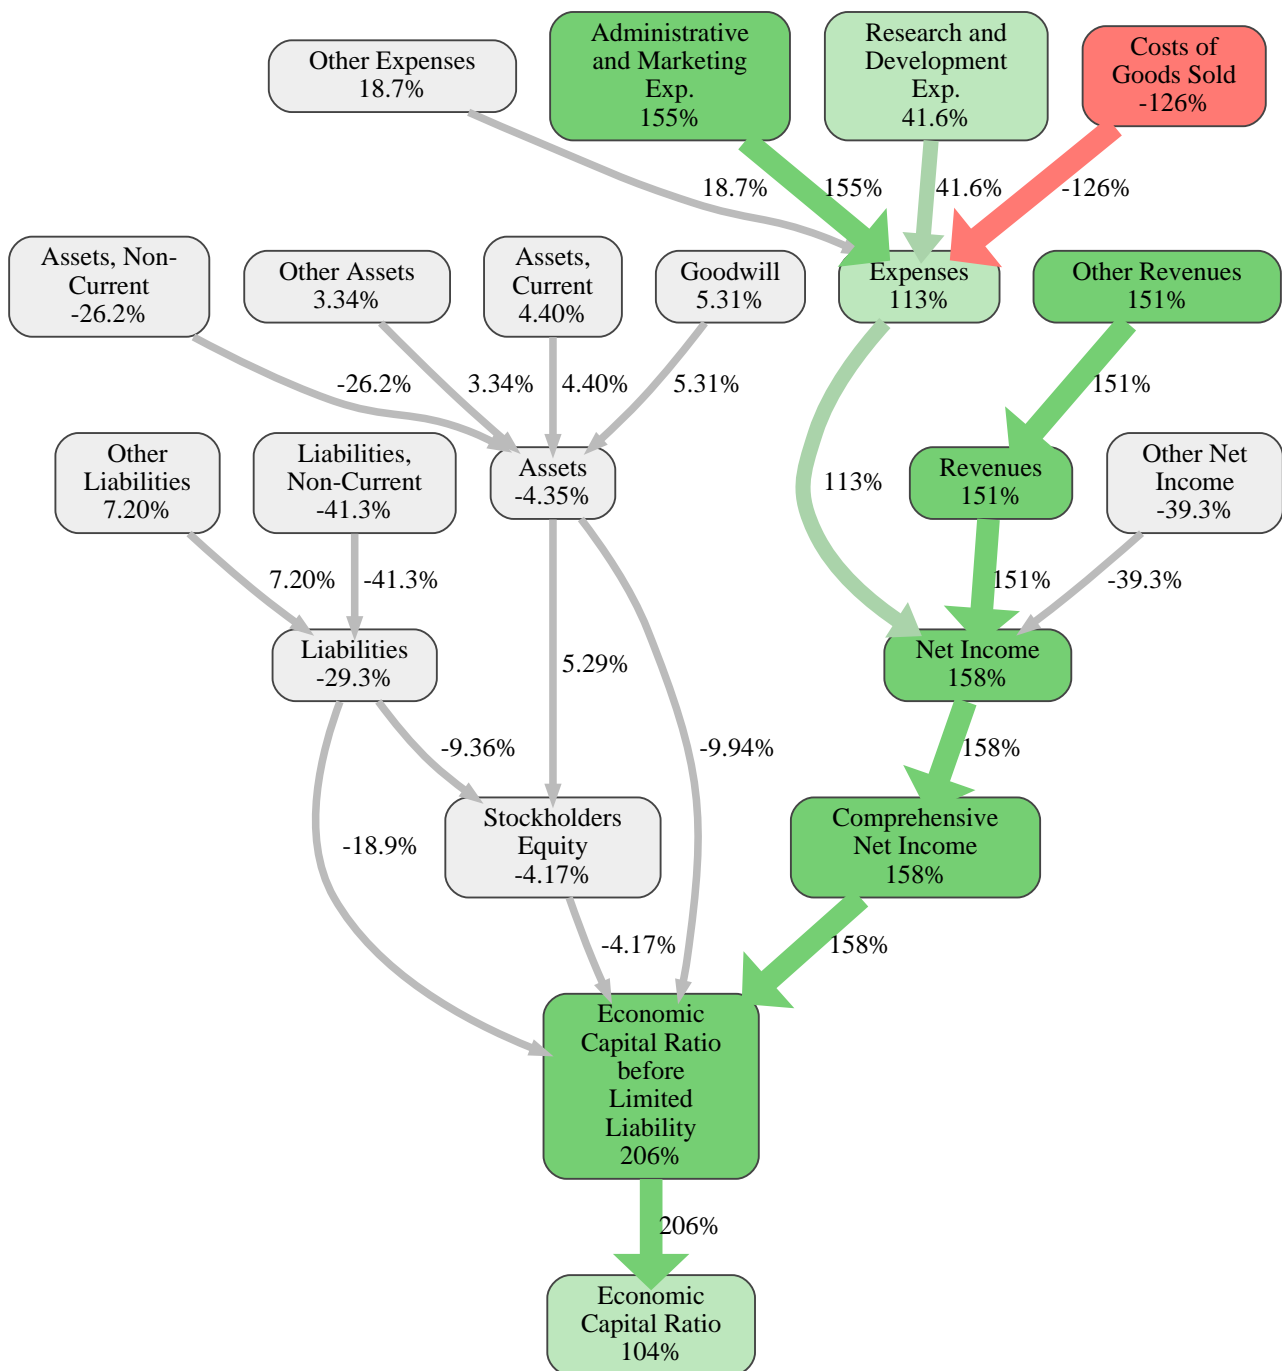 Other Expenses
18.7%
Administrative
and Marketing
Exp.
155%
Research and
Development
Exp.
41.6%
Costs of
Goods Sold
-126%
18.7%
155%
41.6%
-126%
Assets, Non-
Current
-26.2%
Other Assets
3.34%
Assets,
Current
4.40%
Goodwill
5.31%
Expenses
113%
Other Revenues
151%
-26.2%
3.34%
4.40%
5.31%
151%
Other
Liabilities
7.20%
Liabilities,
Non-Current
-41.3%
Assets
-4.35%
113%
Revenues
151%
Other Net
Income
-39.3%
7.20%
-41.3%
151%
-39.3%
Liabilities
-29.3%
5.29%
Net Income
158%
-9.36%
-9.94%
158%
-18.9%
Stockholders
Equity
-4.17%
Comprehensive
Net Income
158%
-4.17%
158%
Economic
Capital Ratio
before
Limited
Liability
206%
206%
Economic
Capital Ratio
104%